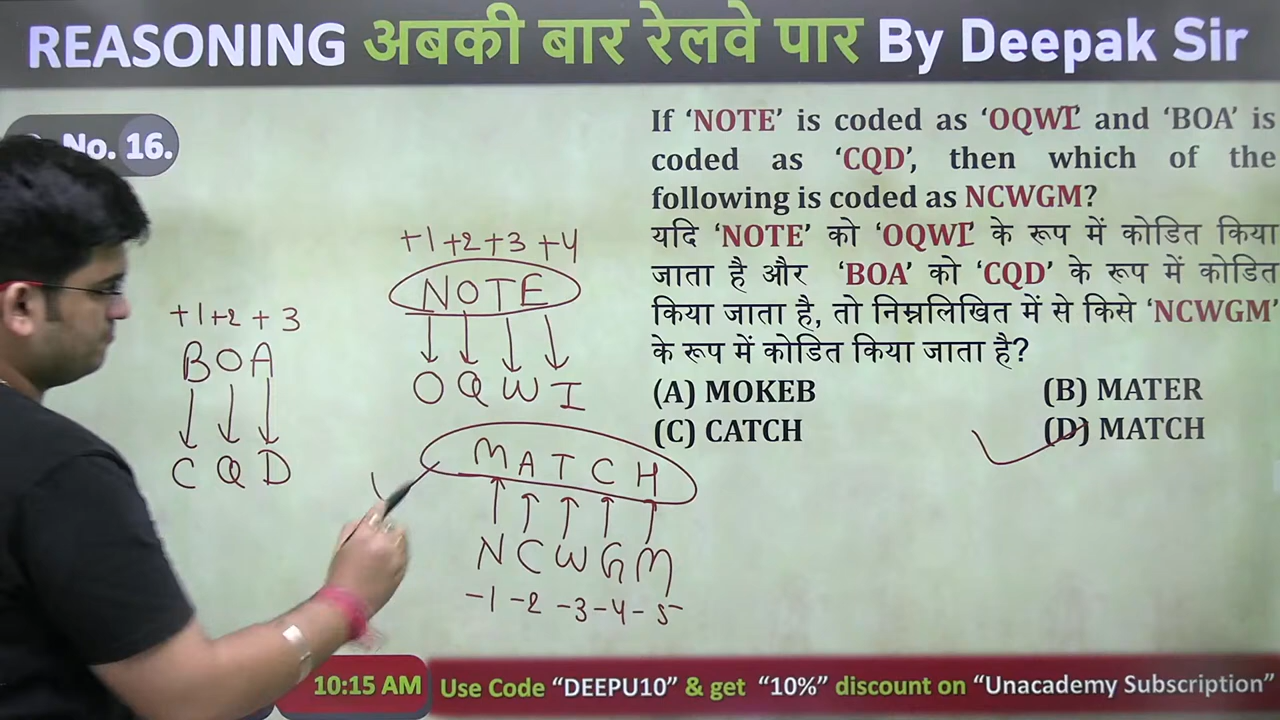 REASONING अबकी बार रेलवे पार By Deepak Sir
No. 16.
If ‘NOTE’ is coded as ‘OQWI’ and ‘BOA’ is
coded as ‘CQD’, then which of the
following is coded as NCWGM?
यदि ‘NOTE’ को ‘OQWI’ के रूप में कोडित किया
जाता है और ‘BOA’ को ‘CQD’ के रूप में कोडित
किया जाता है, तो निम्नलिखित में से किसे ‘NCWGM’
के रूप में कोडित किया जाता है?
(A) MOKEB (B) MATER
(C) CATCH (D) MATCH
+1 +2 +3
BOA
CQD
+1 +2 +3 +4
NOTE
OQWI
MATCH
NCWGM
-1 -2 -3 -4 -5
10:15 AM Use Code “DEEPU10” & get “10%” discount on “Unacademy Subscription”